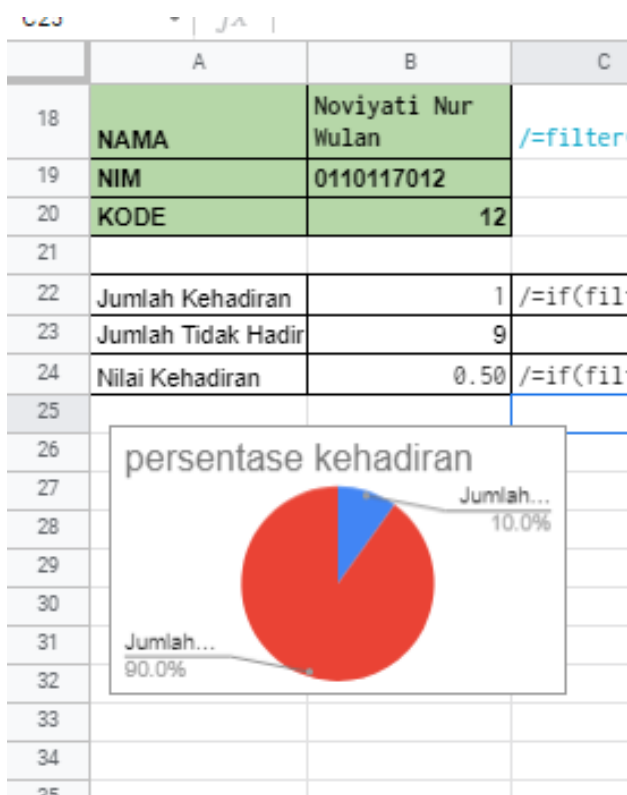 fx
A B C
18 NAMA Noviyati Nur
Wulan /=filter
19 NIM 0110117012
20 KODE 12
21
22 Jumlah Kehadiran 1 /=if(fil
23 Jumlah Tidak Hadir 9
24 Nilai Kehadiran 0.50 /=if(fil
25
26
persentase kehadiran
27
Jumlah...
28
10.0%
29
30
31
Jumlah...
32
90.0%
33
34